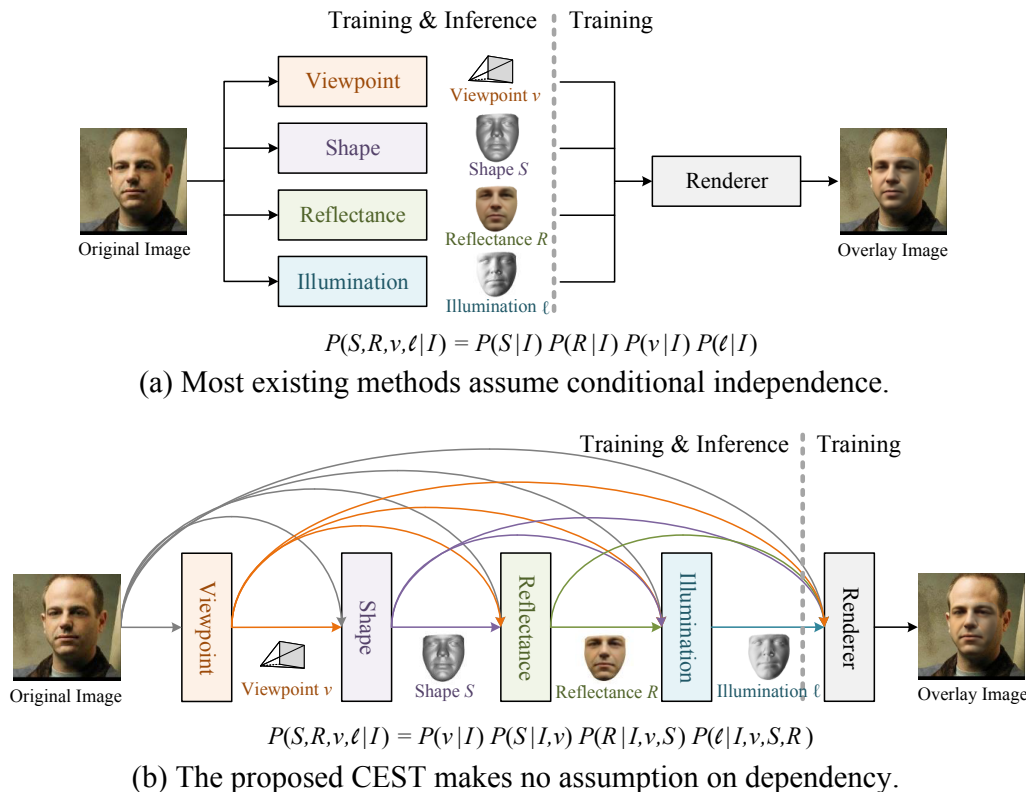 Training & Inference Training
Viewpoint
Viewpoint v
Shape
Shape S
Reflectance
Reflectance R
Illumination
Illumination ℓ
Original Image
Renderer
Overlay Image
P(S,R,v,ℓ|I) = P(S|I) P(R|I) P(v|I) P(ℓ|I)
(a) Most existing methods assume conditional independence.
Training & Inference Training
Original Image
Viewpoint
Viewpoint v
Shape
Shape S
Reflectance
Reflectance R
Illumination
Illumination ℓ
Renderer
Overlay Image
P(S,R,v,ℓ|I) = P(v|I) P(S|I,v) P(R|I,v,S) P(ℓ|I,v,S,R)
(b) The proposed CEST makes no assumption on dependency.